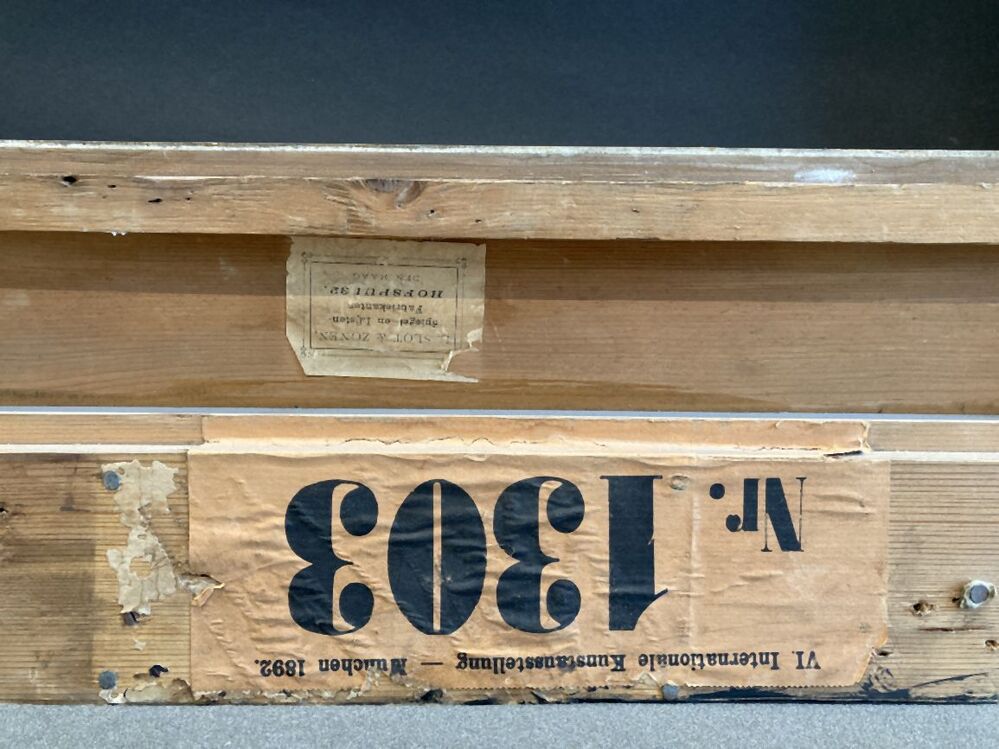 VI. Internationale Kunstausstellung — München 1892.
Nr. 1303
SLOT & ZONEN,
Spiegel en Lijsten
Fabriekanten
HOFSPUI 32.
DEN HAAG